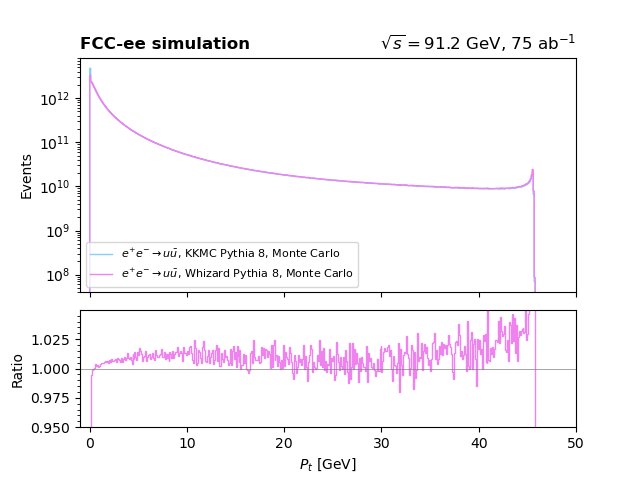 FCC-ee simulation
√s = 91.2 GeV, 75 ab⁻¹
Events
10¹²
10¹¹
10¹⁰
10⁹
10⁸
e⁺e⁻ → uū, KKMC Pythia 8, Monte Carlo
e⁺e⁻ → uū, Whizard Pythia 8, Monte Carlo
Ratio
1.025
1.000
0.975
0.950
0 10 20 30 40 50
Pₜ [GeV]